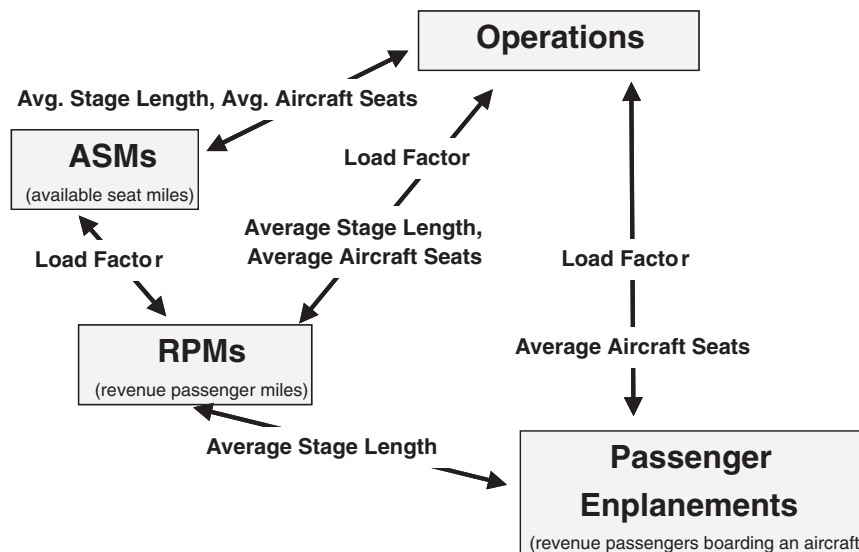 Operations
Avg. Stage Length, Avg. Aircraft Seats
ASMs
(available seat miles)
Load Factor
Average Stage Length,
Average Aircraft Seats
Load Factor
Load Factor
RPMs
(revenue passenger miles)
Average Aircraft Seats
Average Stage Length
Passenger
Enplanements
(revenue passengers boarding an aircraft